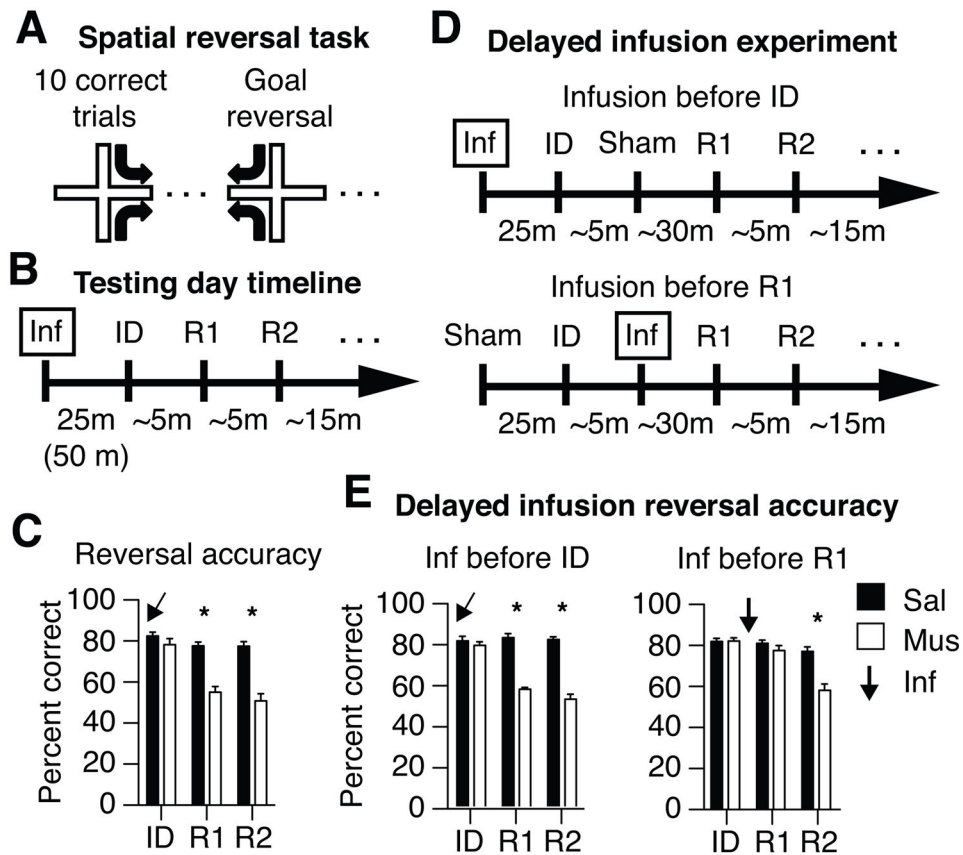 A
Spatial reversal task
10 correct
trials
Goal
reversal
. . .
. . .
B
Testing day timeline
Inf ID R1 R2 . . .
25m ~5m ~5m ~15m
(50 m)
C
Reversal accuracy
Percent correct
100
80
60
40
20
0
* *
ID R1 R2
D
Delayed infusion experiment
Infusion before ID
Inf ID Sham R1 R2 . . .
25m ~5m ~30m ~5m ~15m
Infusion before R1
Sham ID Inf R1 R2 . . .
25m ~5m ~30m ~5m ~15m
E
Delayed infusion reversal accuracy
Inf before ID
Percent correct
100
80
60
40
20
0
* *
ID R1 R2
Inf before R1
100
80
60
40
20
0
*
ID R1 R2
Sal
Mus
Inf